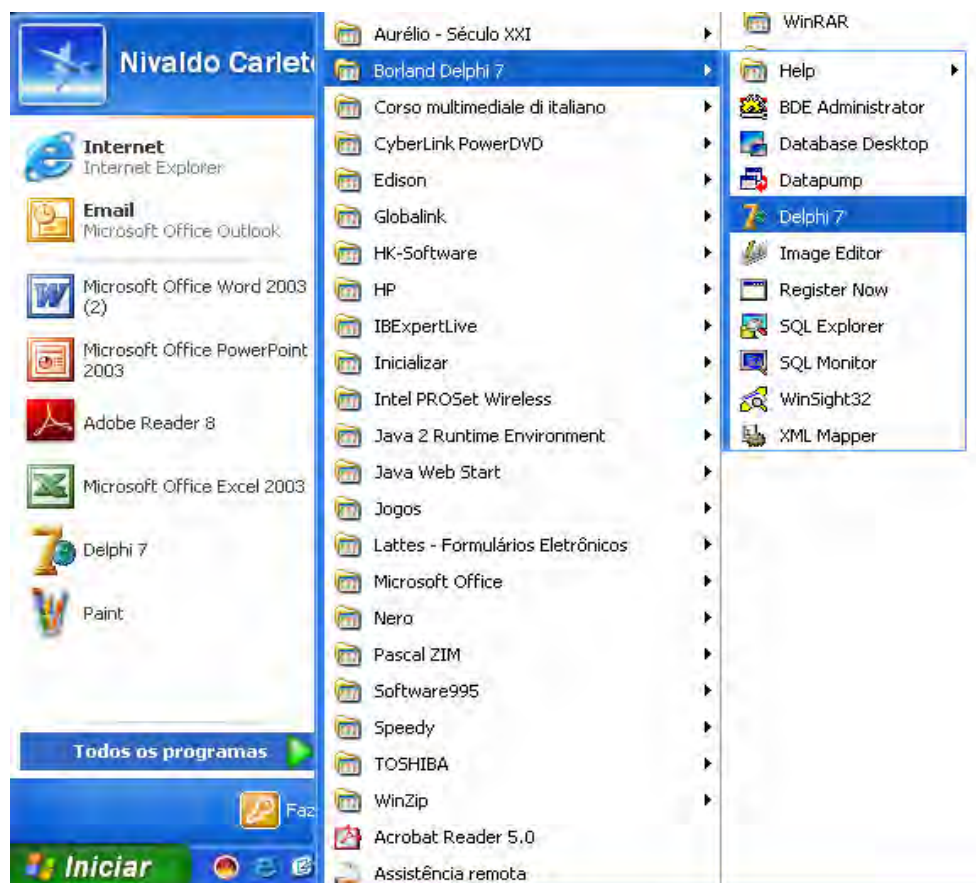 Nivaldo Carlet
Internet
Internet Explorer
Email
Microsoft Office Outlook
Microsoft Office Word 2003
(2)
Microsoft Office PowerPoint
2003
Adobe Reader 8
Microsoft Office Excel 2003
Delphi 7
Paint
Todos os programas
Faz
Iniciar
Aurélio - Século XXI
Borland Delphi 7
Corso multimediale di italiano
CyberLink PowerDVD
Edison
Globalink
HK-Software
HP
IBExpertLive
Inicializar
Intel PROSet Wireless
Java 2 Runtime Environment
Java Web Start
Jogos
Lattes - Formulários Eletrônicos
Microsoft Office
Nero
Pascal ZIM
Software995
Speedy
TOSHIBA
WinZip
Acrobat Reader 5.0
Assistência remota
WinRAR
Help
BDE Administrator
Database Desktop
Datapump
Delphi 7
Image Editor
Register Now
SQL Explorer
SQL Monitor
WinSight32
XML Mapper